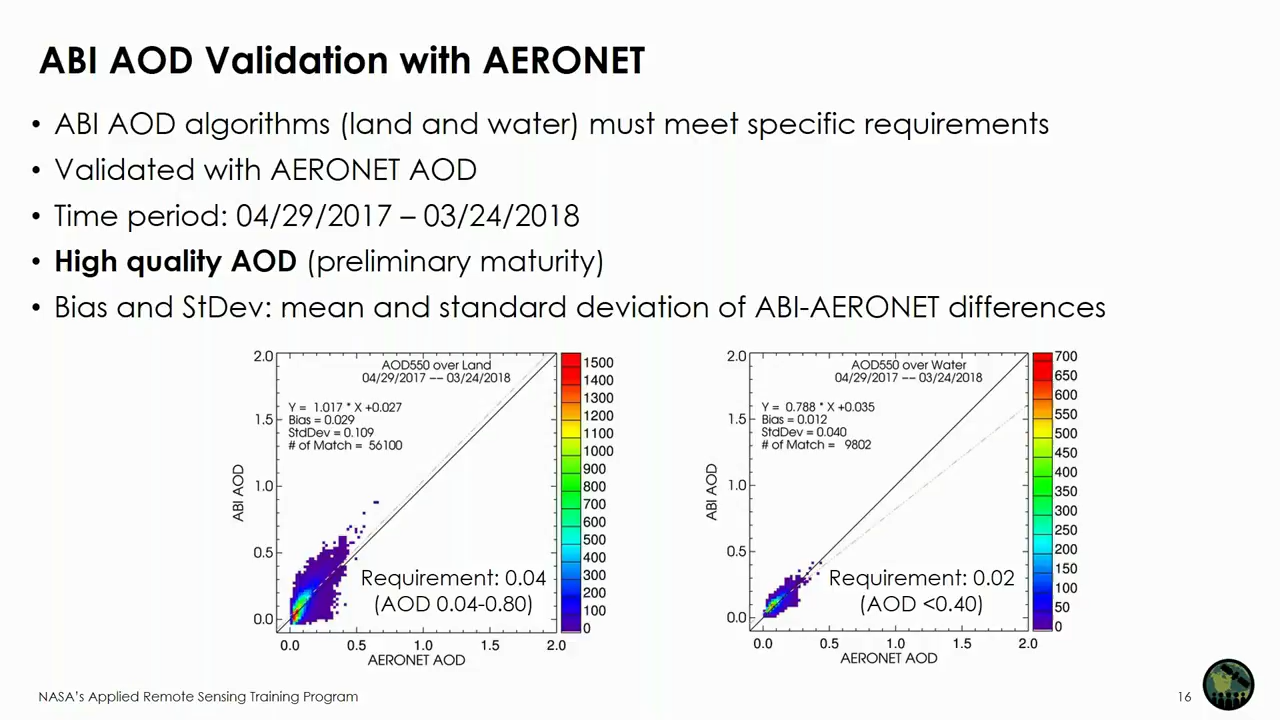 ABI AOD Validation with AERONET
• ABI AOD algorithms (land and water) must meet specific requirements
• Validated with AERONET AOD
• Time period: 04/29/2017 – 03/24/2018
• High quality AOD (preliminary maturity)
• Bias and StDev: mean and standard deviation of ABI-AERONET differences
AOD550 over Land
04/29/2017 –– 03/24/2018
Y = 1.017 * X +0.027
Bias = 0.029
StdDev = 0.109
# of Match = 56100
ABI AOD
2.0
1.5
1.0
0.5
0.0
0.0 0.5 1.0 1.5 2.0
AERONET AOD
Requirement: 0.04
(AOD 0.04-0.80)
1500
1400
1300
1200
1100
1000
900
800
700
600
500
400
300
200
100
0
AOD550 over Water
04/29/2017 –– 03/24/2018
Y = 0.788 * X +0.035
Bias = 0.012
StdDev = 0.040
# of Match = 9802
ABI AOD
2.0
1.5
1.0
0.5
0.0
0.0 0.5 1.0 1.5 2.0
AERONET AOD
Requirement: 0.02
(AOD <0.40)
700
650
600
550
500
450
400
350
300
250
200
150
100
50
0
NASA's Applied Remote Sensing Training Program
16